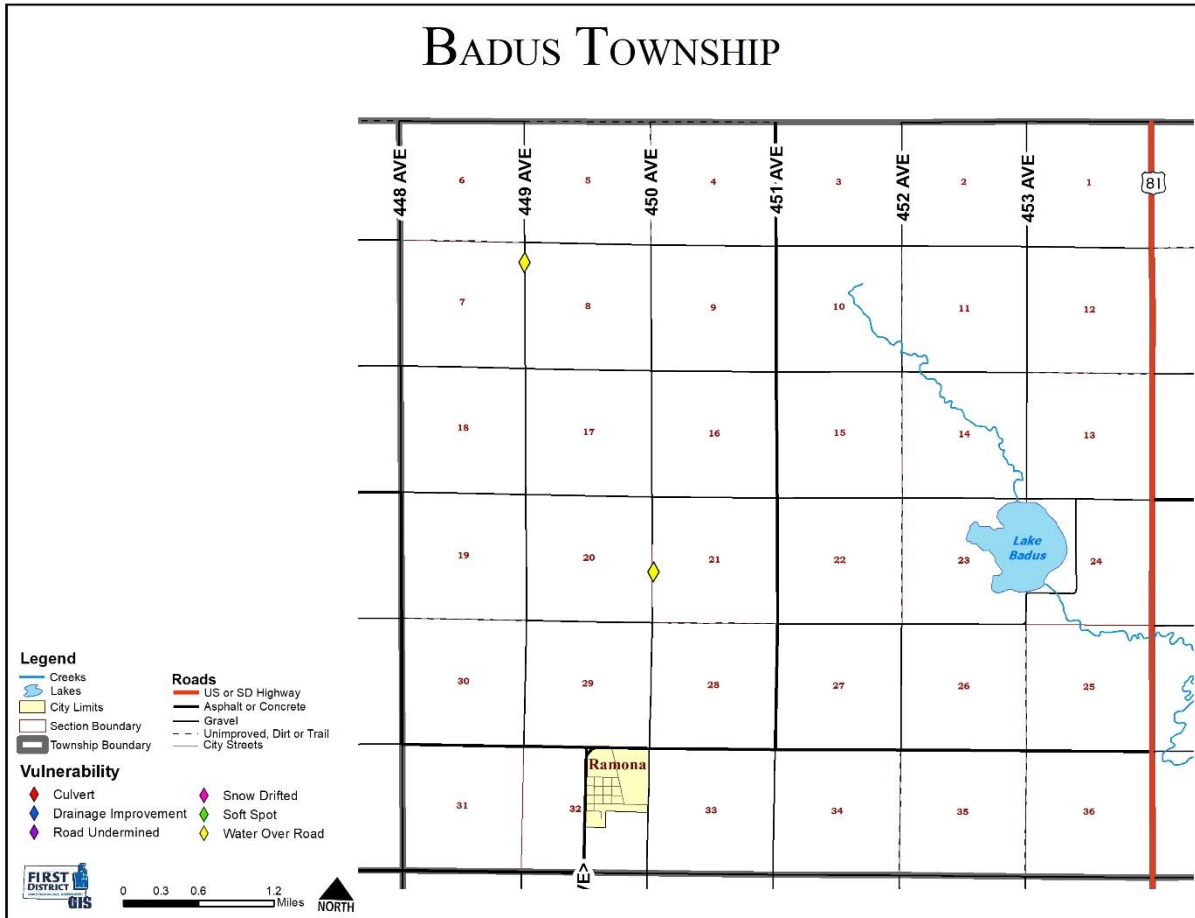 BADUS TOWNSHIP
448 AVE
449 AVE
450 AVE
451 AVE
452 AVE
453 AVE
81
6 5 4 3 2 1
7 8 9 10 11 12
18 17 16 15 14 13
19 20 21 22 23 24
Lake
Badus
30 29 28 27 26 25
Ramona
31 32 33 34 35 36
Legend
Creeks
Lakes
City Limits
Section Boundary
Township Boundary
Roads
US or SD Highway
Asphalt or Concrete
Gravel
Unimproved, Dirt or Trail
City Streets
Vulnerability
Culvert
Drainage Improvement
Road Undermined
Snow Drifted
Soft Spot
Water Over Road
FIRST
DISTRICT
GIS
0 0.3 0.6 1.2
Miles
NORTH